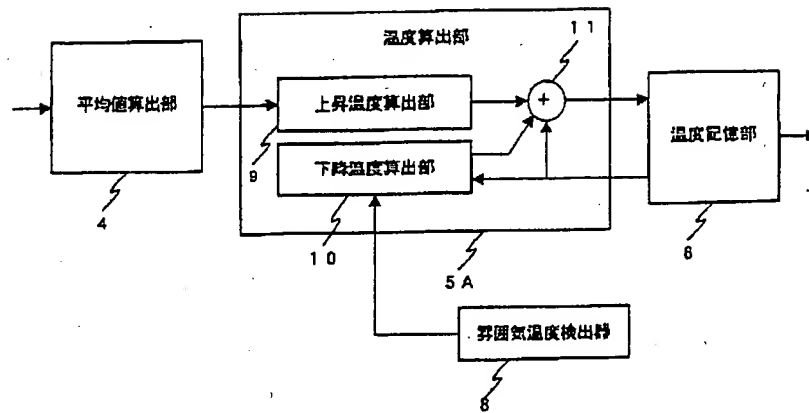 温度算出部
11
平均値算出部
上昇温度算出部
+
温度記憶部
9
下降温度算出部
4
10
5A
6
雰囲気温度検出器
8